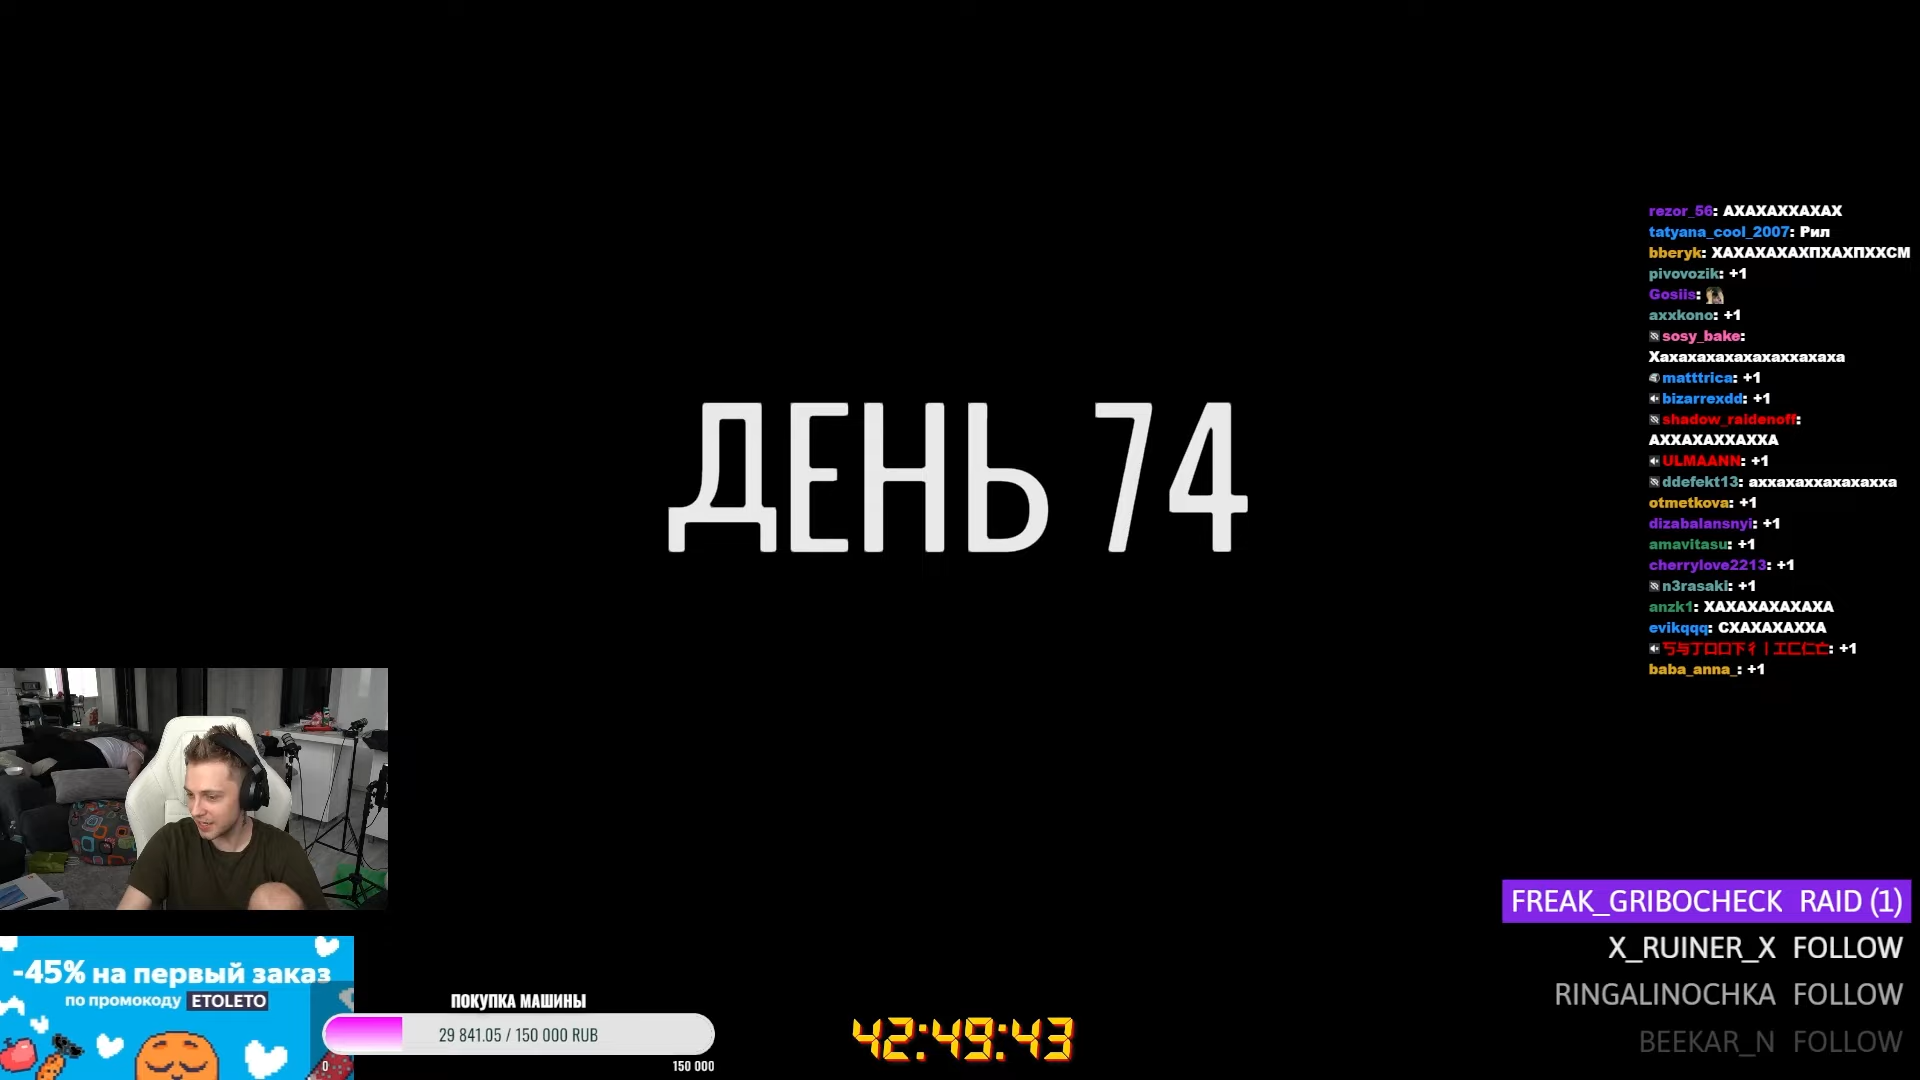 ДЕНЬ 74
rezor_56: АХАХАХХАХАХ
tatyana_cool_2007: Рил
bberyk: ХАХАХАХАХПХАХПХХСМ
pivovozik: +1
Gosiis:
axxkono: +1
sosy_bake:
Хахахахахахахаххахаха
matttrica: +1
bizarrexdd: +1
shadow_raidenoff:
АХХАХАХХАХХА
ULMAANN: +1
ddefekt13: аххахаххахахахха
otmetkova: +1
dizabalansnyi: +1
amavitasu: +1
cherrylove2213: +1
n3rasaki: +1
anzk1: ХАХАХАХАХАХА
evikqqq: СХАХАХАХХА
: +1
baba_anna_: +1
FREAK_GRIBOCHECK RAID (1)
X_RUINER_X FOLLOW
RINGALINOCHKA FOLLOW
BEEKAR_N FOLLOW
-45% на первый заказ
по промокоду ETOLETO
ПОКУПКА МАШИНЫ
29 841.05 / 150 000 RUB
0
150 000
42:49:43